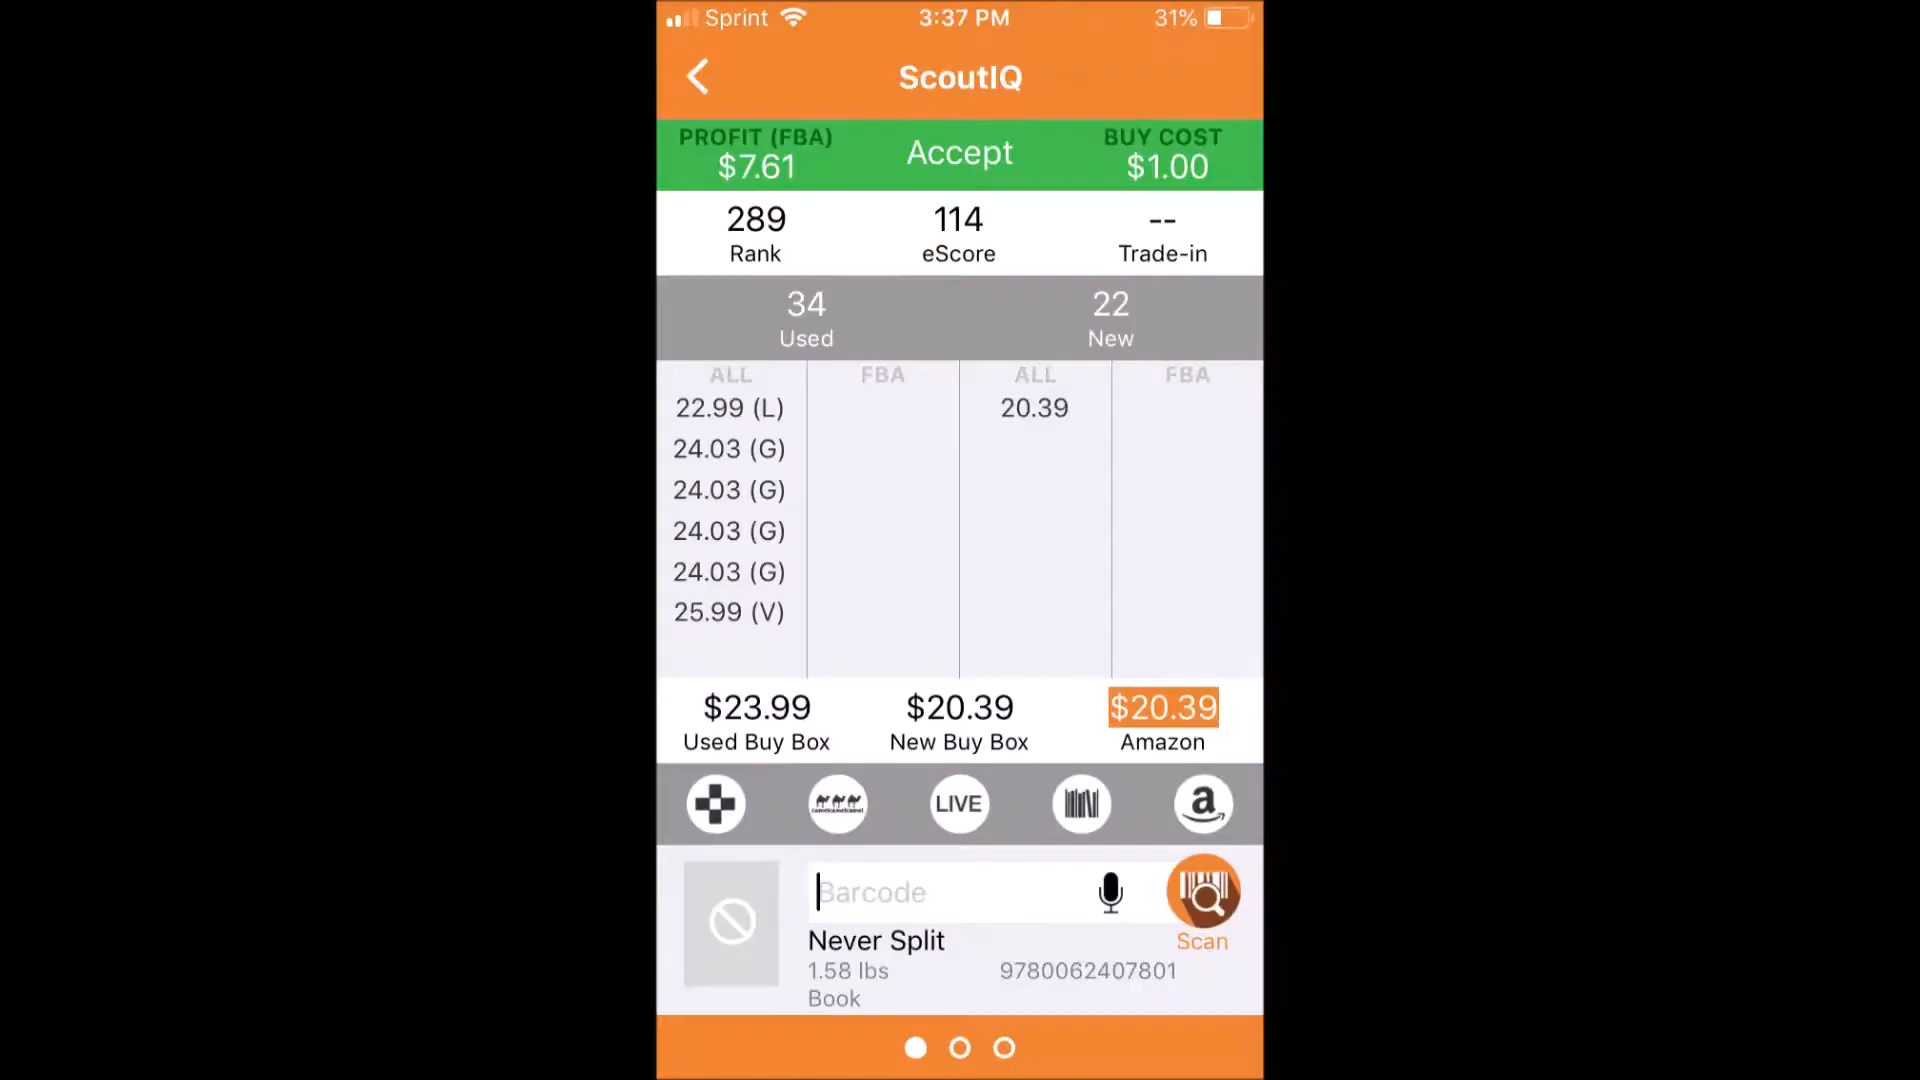 Sprint 3:37 PM 31%
ScoutIQ
PROFIT (FBA) Accept BUY COST
$7.61 $1.00
289 114 --
Rank eScore Trade-in
34 22
Used New
ALL FBA ALL FBA
22.99 (L) 20.39
24.03 (G)
24.03 (G)
24.03 (G)
24.03 (G)
25.99 (V)
$23.99 $20.39 $20.39
Used Buy Box New Buy Box Amazon
LIVE a
Barcode
Never Split Scan
1.58 lbs 9780062407801
Book